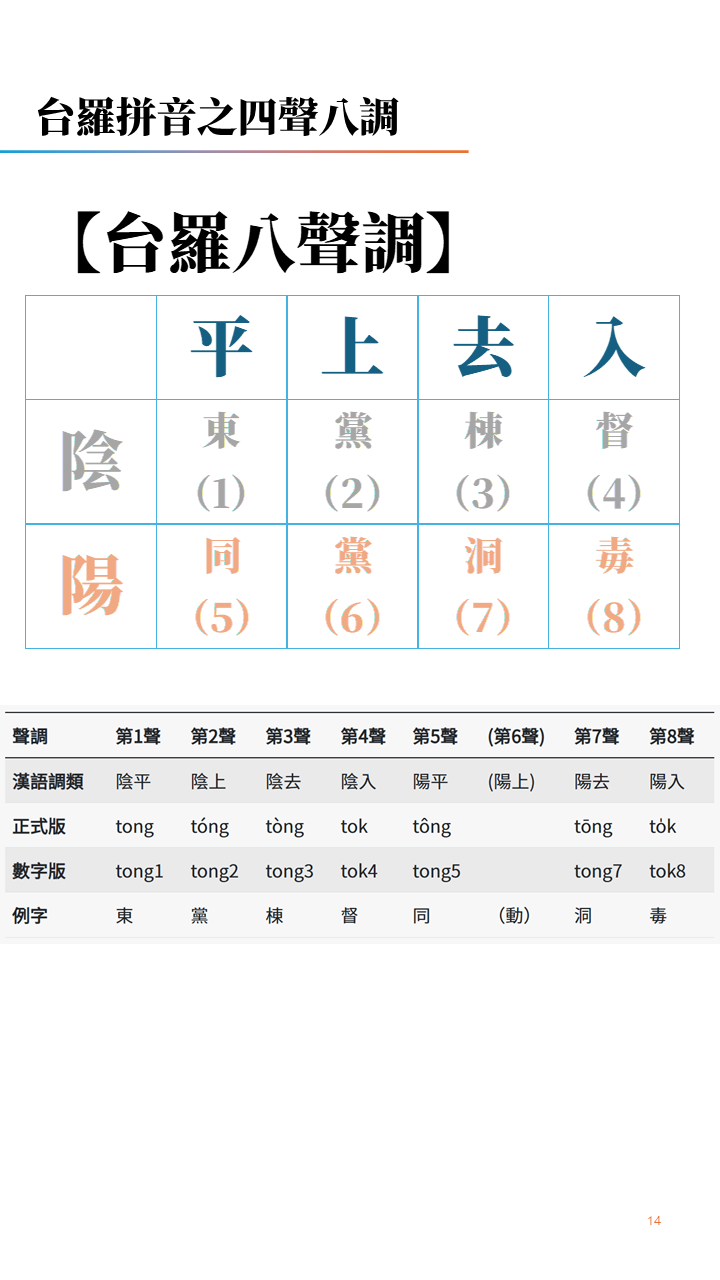 台羅拼音之四聲八調
【台羅八聲調】
平 上 去 入
陰 東 黨 棟 督
(1) (2) (3) (4)
陽 同 黨 洞 毒
(5) (6) (7) (8)
聲調 第1聲 第2聲 第3聲 第4聲 第5聲 (第6聲) 第7聲 第8聲
漢語調類 陰平 陰上 陰去 陰入 陽平 (陽上) 陽去 陽入
正式版 tong tóng tòng tok tông tōng to̍k
數字版 tong1 tong2 tong3 tok4 tong5 tong7 tok8
例字 東 黨 棟 督 同 （動） 洞 毒
14